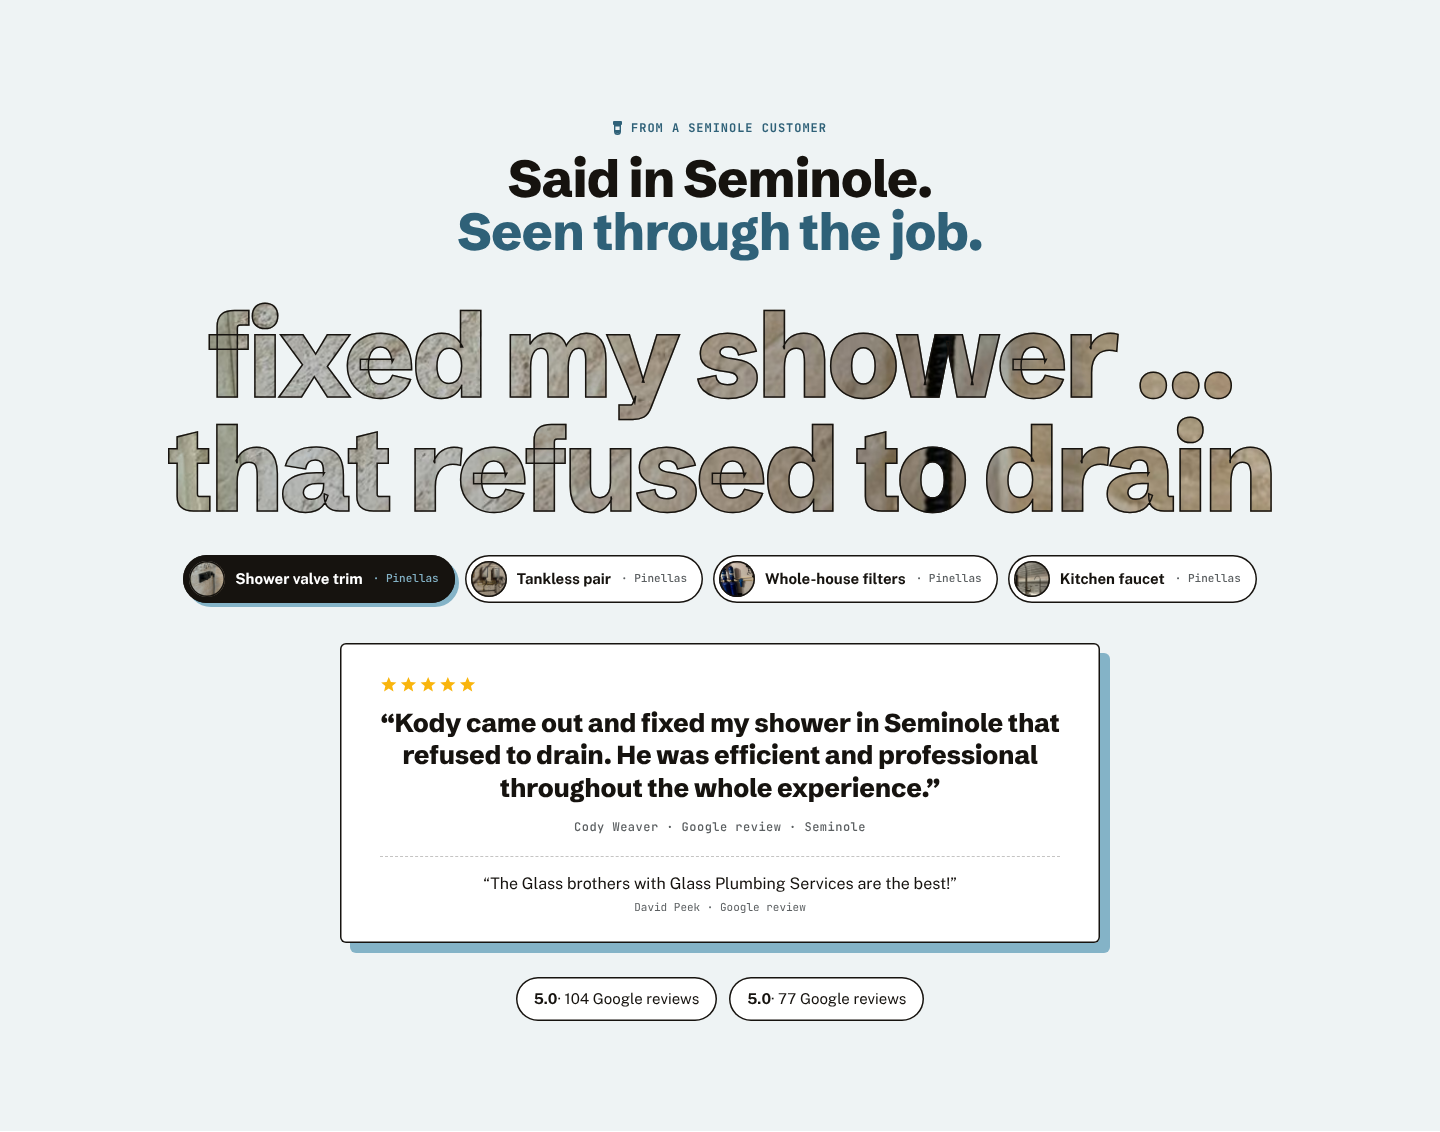 FROM A SEMINOLE CUSTOMER
Said in Seminole.
Seen through the job.
fixed my shower ...
that refused to drain
Shower valve trim · Pinellas
Tankless pair · Pinellas
Whole-house filters · Pinellas
Kitchen faucet · Pinellas
“Kody came out and fixed my shower in Seminole that
refused to drain. He was efficient and professional
throughout the whole experience.”
Cody Weaver · Google review · Seminole
“The Glass brothers with Glass Plumbing Services are the best!”
David Peek · Google review
5.0· 104 Google reviews
5.0· 77 Google reviews